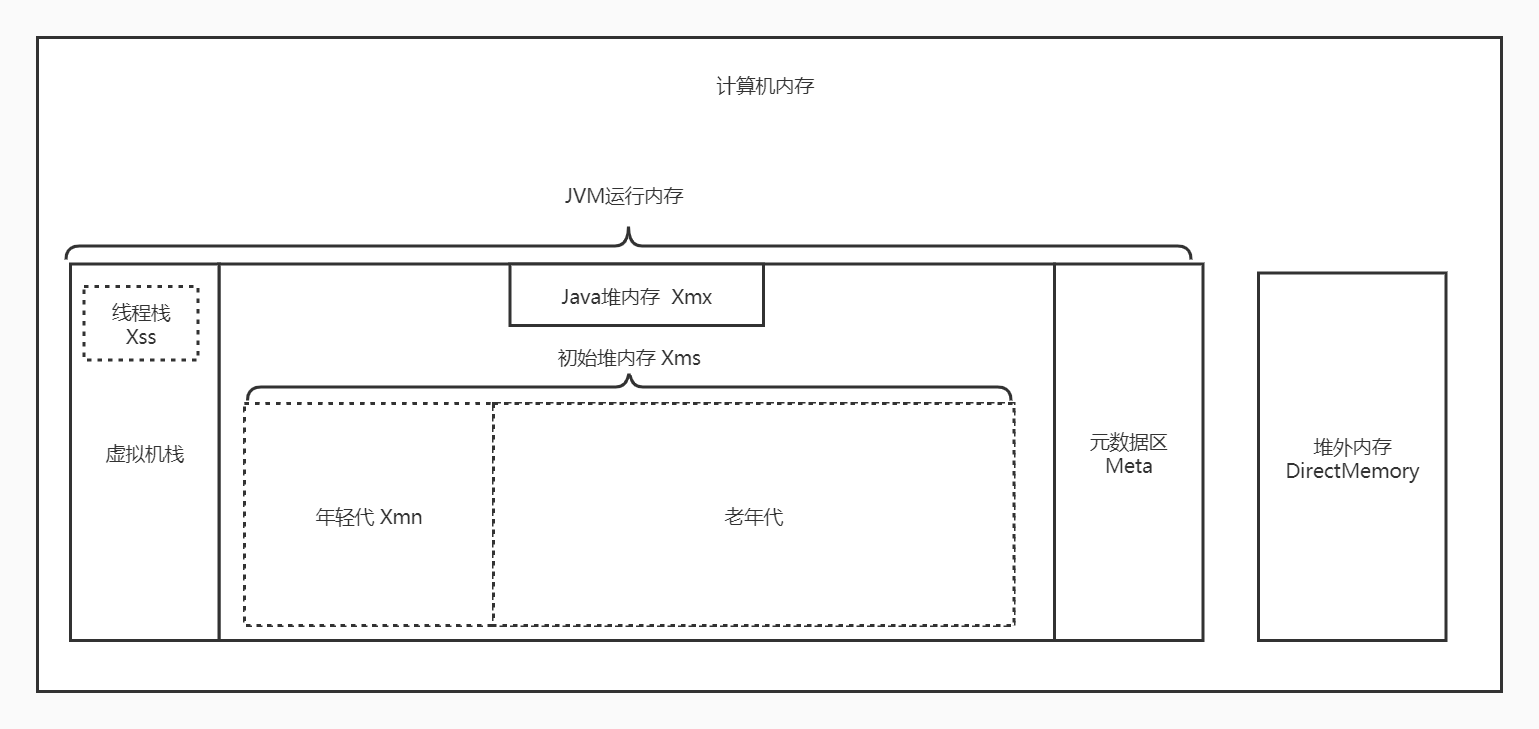 计算机内存
JVM运行内存
线程栈
Xss
虚拟机栈
Java堆内存 Xmx
初始堆内存 Xms
年轻代 Xmn
老年代
元数据区
Meta
堆外内存
DirectMemory